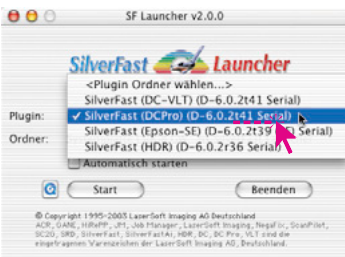 SF Launcher v2.0.0
SilverFast Launcher
<Plugin Ordner wählen...>
SilverFast (DC-VLT) (D-6.0.2t41 Serial)
Plugin:
✓ SilverFast (DCPro) (D-6.0.2t41 Serial)
SilverFast (Epson-SE) (D-6.0.2t39 Serial)
Ordner:
SilverFast (HDR) (D-6.0.2r36 Serial)
Automatisch starten
Start
Beenden
© Copyright 1995-2003 LaserSoft Imaging AG Deutschland
ACR, GANE, HiRePP, JM, Job Manager, LaserSoft Imaging, NegaFix, ScanPilot,
SC2G, SRD, SilverFast, SilverFastAi, HDR, DC, DC Pro, VLT sind die
eingetragenen Warenzeichen der LaserSoft Imaging AG, Deutschland.